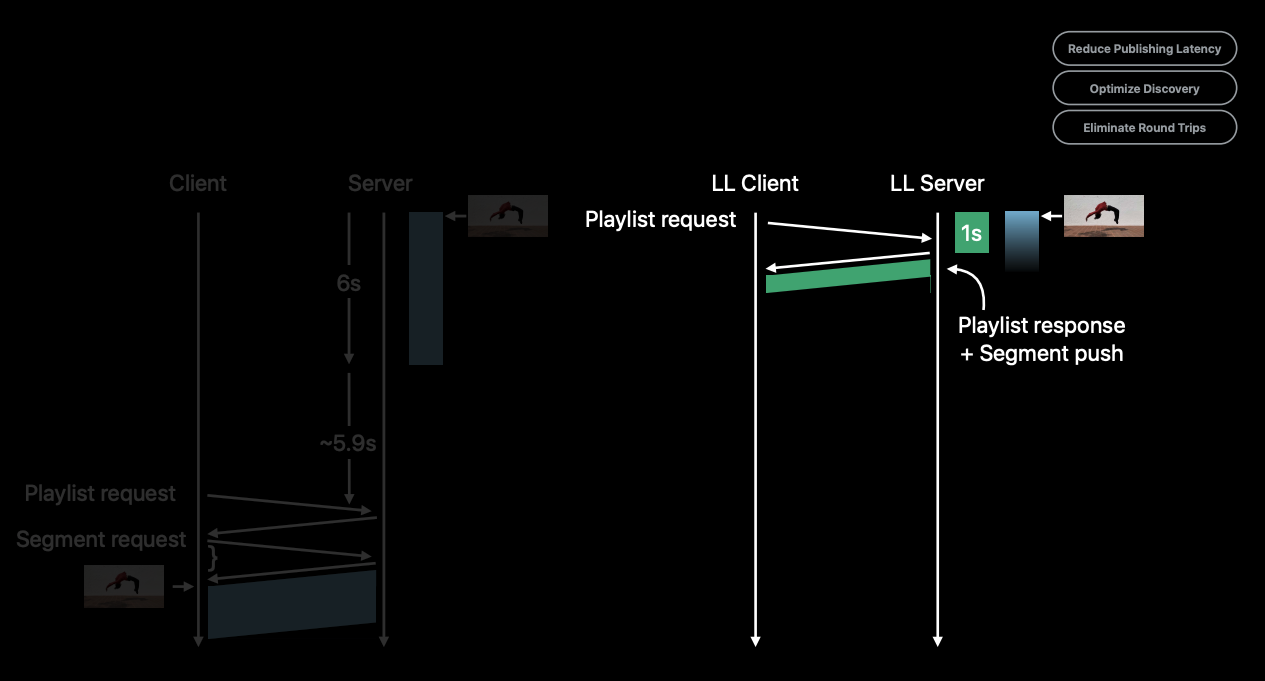 Reduce Publishing Latency
Optimize Discovery
Eliminate Round Trips
Client
Server
6s
~5.9s
Playlist request
Segment request
}
LL Client
LL Server
Playlist request
1s
Playlist response
+ Segment push